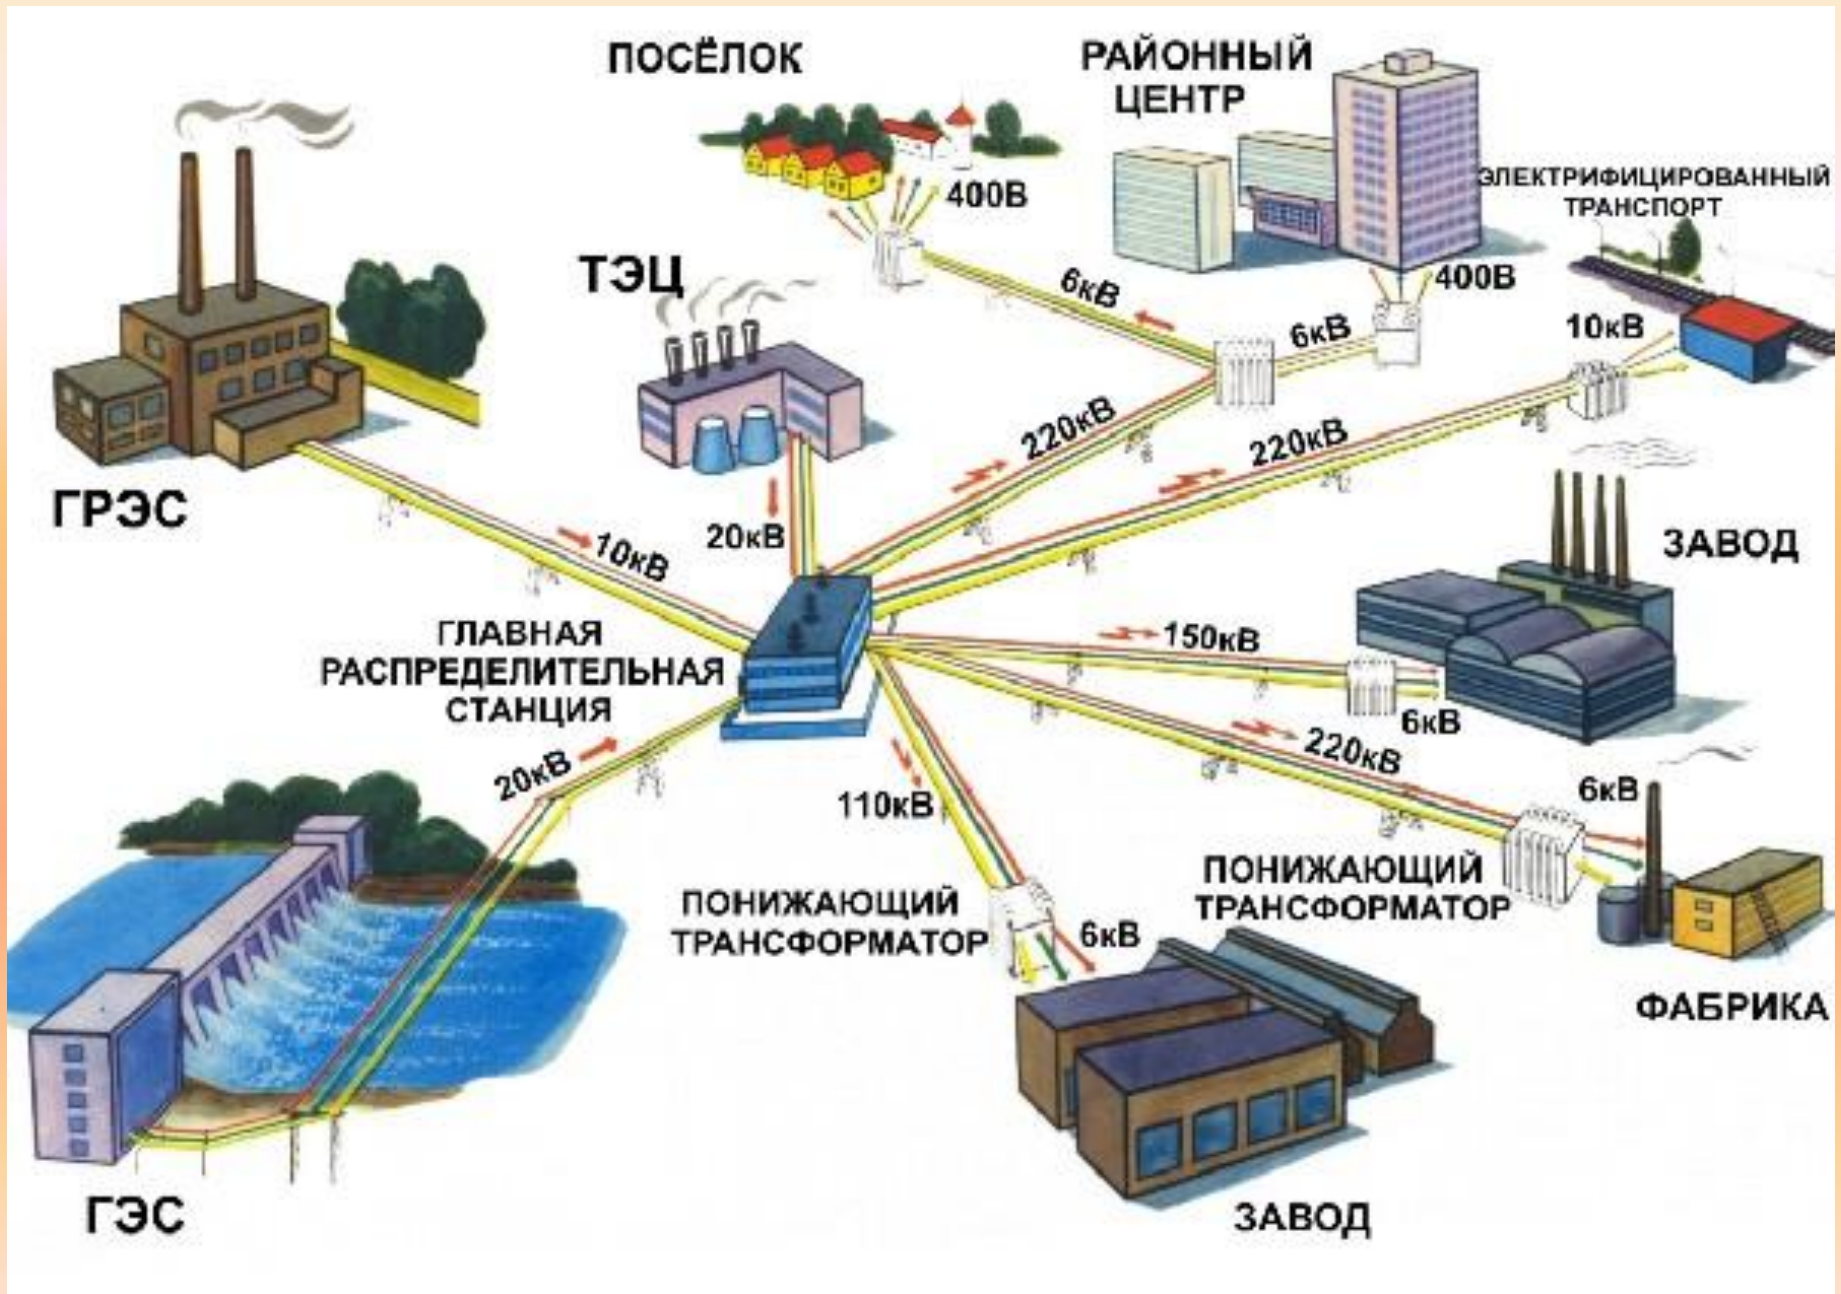 ПОСЁЛОК
РАЙОННЫЙ
ЦЕНТР
ЭЛЕКТРИФИЦИРОВАННЫЙ
ТРАНСПОРТ
400В
ТЭЦ
6кВ
400В
6кВ
10кВ
220кВ
220кВ
ГРЭС
20кВ
10кВ
ЗАВОД
ГЛАВНАЯ
РАСПРЕДЕЛИТЕЛЬНАЯ
СТАНЦИЯ
150кВ
6кВ
220кВ
20кВ
110кВ
6кВ
ПОНИЖАЮЩИЙ
ТРАНСФОРМАТОР
ПОНИЖАЮЩИЙ
ТРАНСФОРМАТОР
6кВ
ФАБРИКА
ГЭС
ЗАВОД